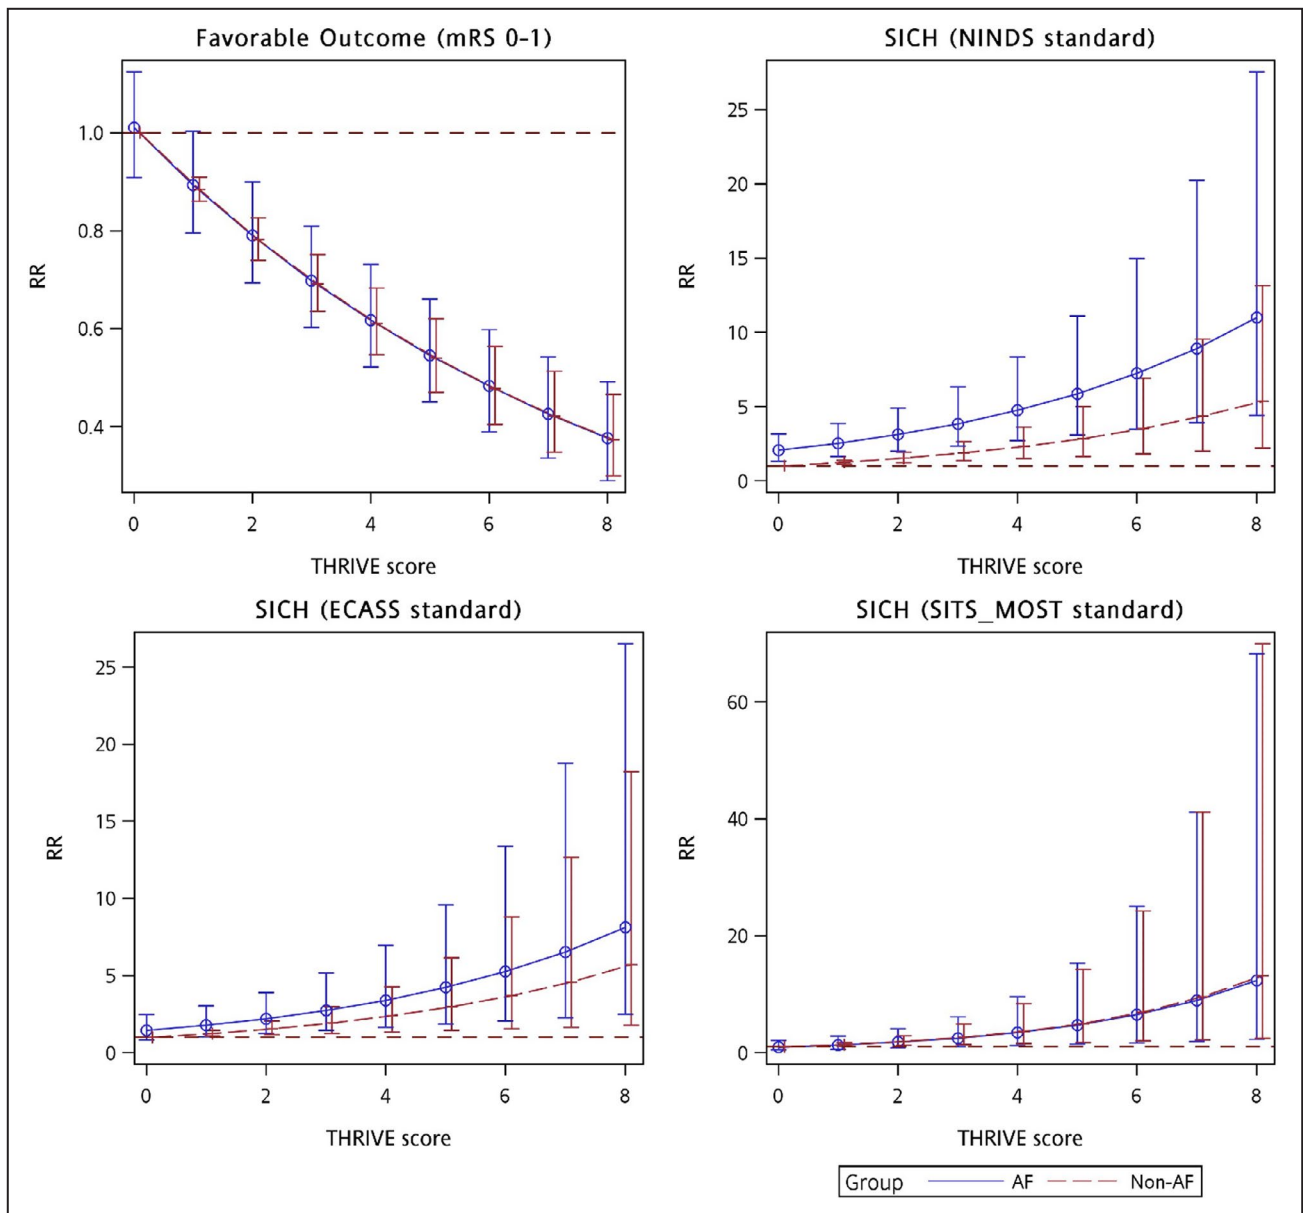 Favorable Outcome (mRS 0-1)
1.0
0.8
0.6
0.4
RR
0 2 4 6 8
THRIVE score
SICH (NINDS standard)
25
20
15
10
5
0
RR
0 2 4 6 8
THRIVE score
SICH (ECASS standard)
25
20
15
10
5
0
RR
0 2 4 6 8
THRIVE score
SICH (SITS_MOST standard)
60
40
20
0
RR
0 2 4 6 8
THRIVE score
Group AF Non-AF